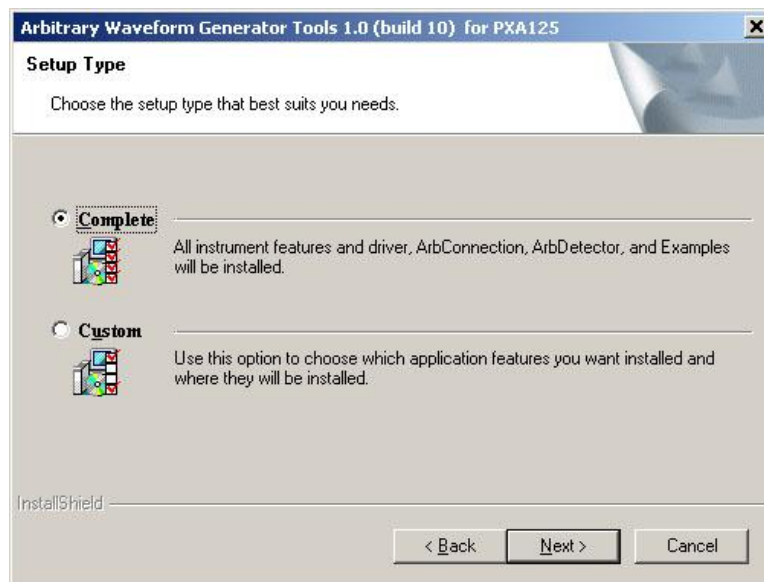 Arbitrary Waveform Generator Tools 1.0 (build 10) for PXA125
Setup Type
Choose the setup type that best suits you needs.
Complete
All instrument features and driver, ArbConnection, ArbDetector, and Examples
will be installed.
Custom
Use this option to choose which application features you want installed and
where they will be installed.
InstallShield
< Back
Next >
Cancel